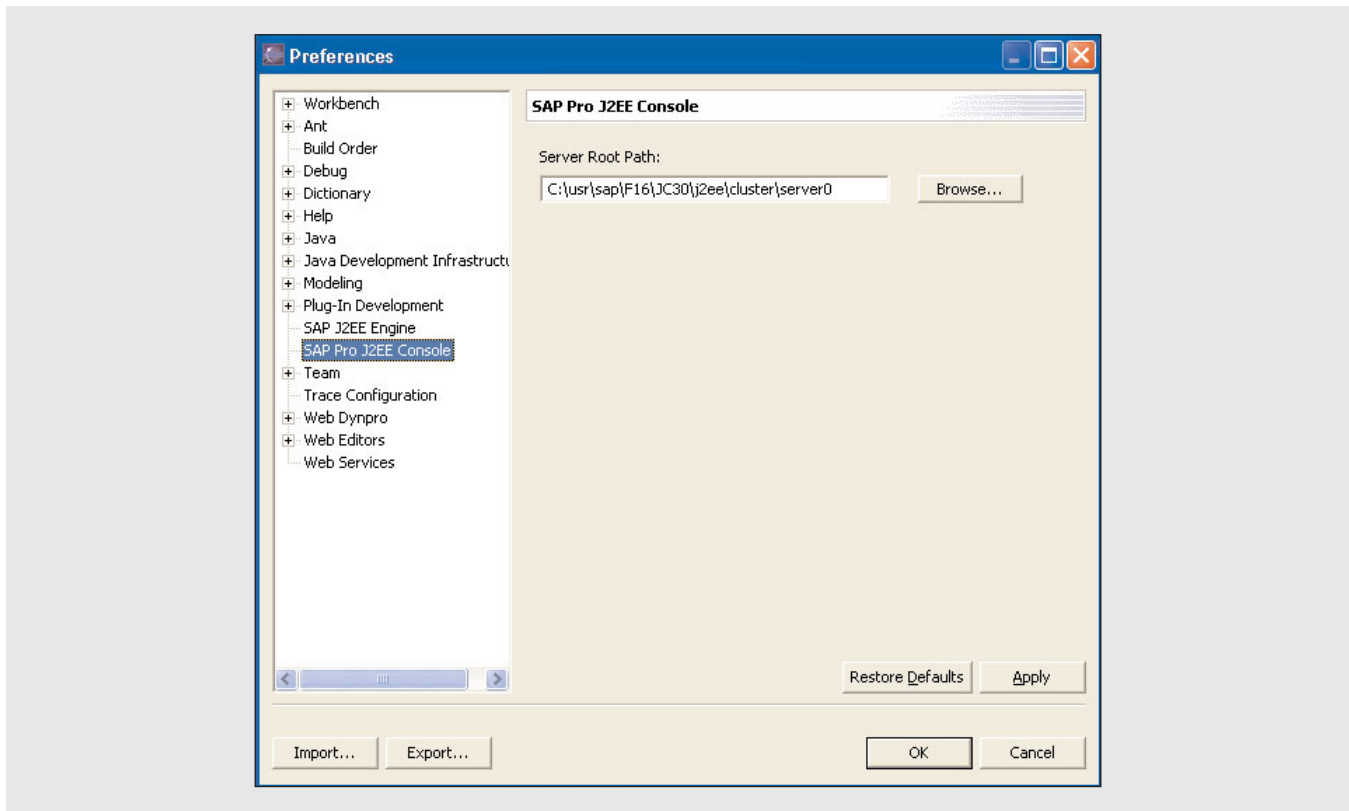 Preferences
Workbench
Ant
Build Order
Debug
Dictionary
Help
Java
Java Development Infrastructu
Modeling
Plug-In Development
SAP J2EE Engine
SAP Pro J2EE Console
Team
Trace Configuration
Web Dynpro
Web Editors
Web Services
SAP Pro J2EE Console
Server Root Path:
C:\usr\sap\F16\JC30\j2ee\cluster\server0
Browse...
Restore Defaults
Apply
Import...
Export...
OK
Cancel